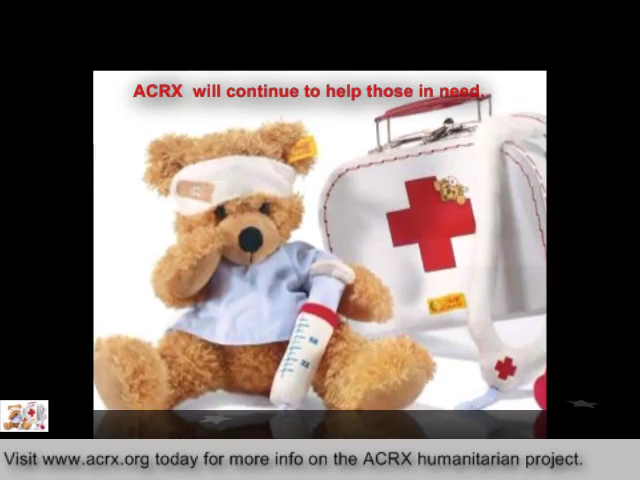 ACRX will continue to help those in need.
Visit www.acrx.org today for more info on the ACRX humanitarian project.